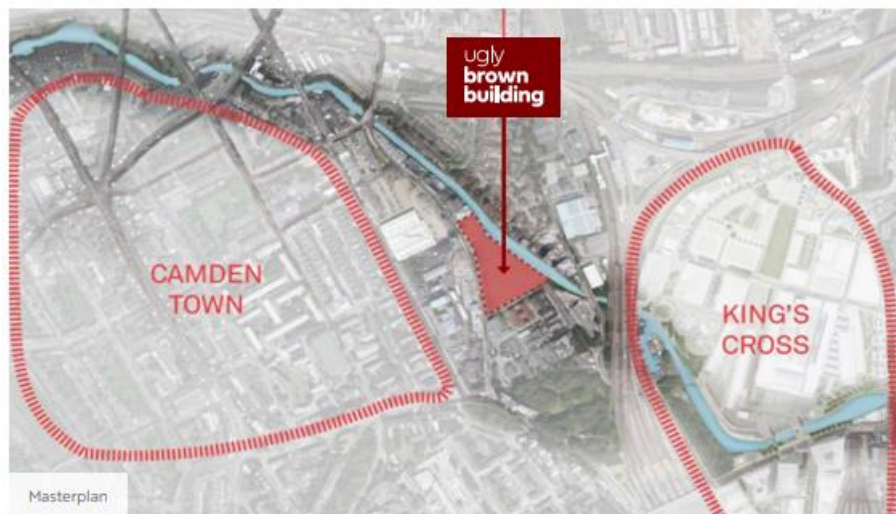 ugly
brown
building
CAMDEN
TOWN
KING'S
CROSS
Masterplan